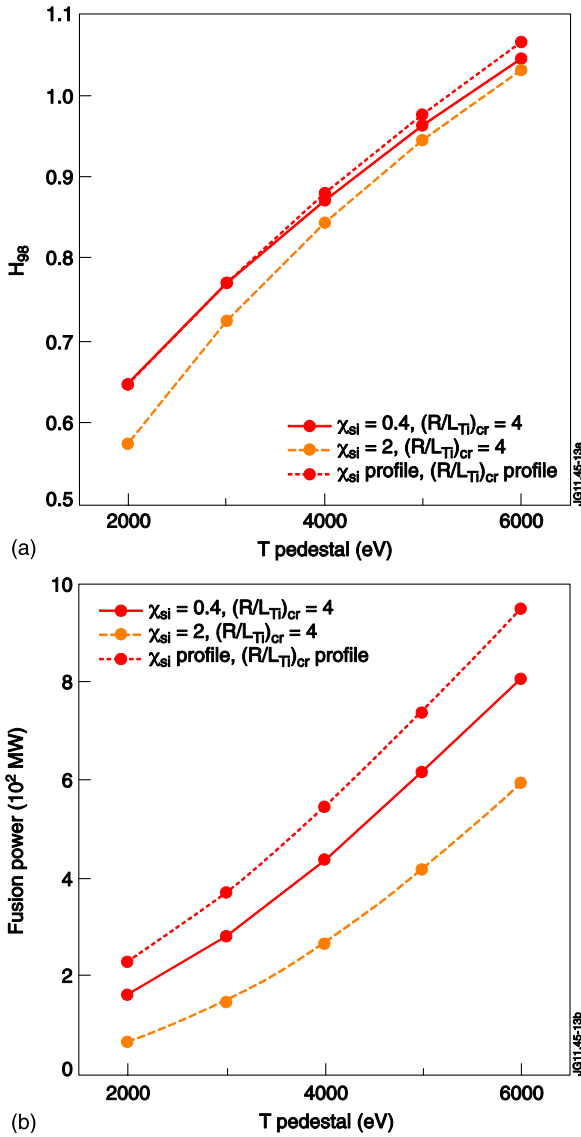 1.1
1.0
0.9
0.8
0.7
0.6
0.5
H98
χsi = 0.4, (R/LTi)cr = 4
χsi = 2, (R/LTi)cr = 4
χsi profile, (R/LTi)cr profile
2000 4000 6000
T pedestal (eV)
(a)
JG11.45-13a
10
8
6
4
2
0
Fusion power (10² MW)
χsi = 0.4, (R/LTi)cr = 4
χsi = 2, (R/LTi)cr = 4
χsi profile, (R/LTi)cr profile
2000 4000 6000
T pedestal (eV)
(b)
JG11.45-13b